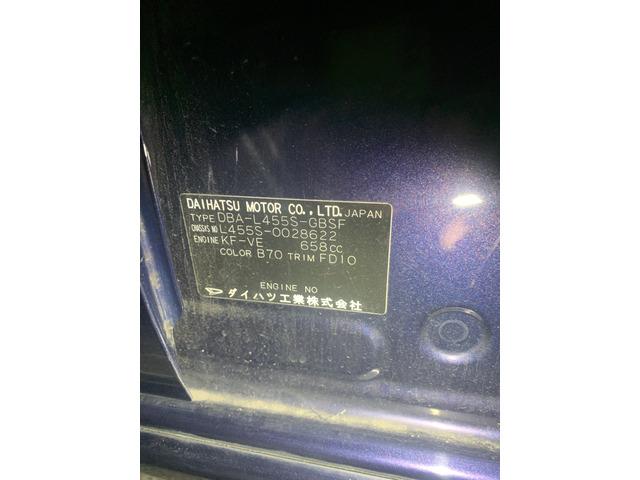 DAIHATSU MOTOR CO.,LTD. JAPAN
TYPE DBA-L455S-GBSF
CHASSIS NO L455S-0028622
ENGINE KF-VE 658CC
COLOR B70 TRIM FD10
ENGINE NO
ダイハツ工業株式会社